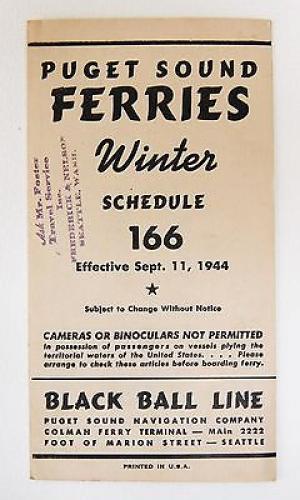 PUGET SOUND
FERRIES
Winter
SCHEDULE
166
Effective Sept. 11, 1944
Subject to Change Without Notice
CAMERAS OR BINOCULARS NOT PERMITTED
In possession of passengers on vessels plying the
territorial waters of the United States. . . . Please
arrange to check these articles before boarding ferry.
BLACK BALL LINE
PUGET SOUND NAVIGATION COMPANY
COLMAN FERRY TERMINAL — MAin 2222
FOOT OF MARION STREET — SEATTLE
PRINTED IN U.S.A.
Ask Mr. Foster
Travel Service
Inc.
FREDERICK & NELSON
SEATTLE, WASH.